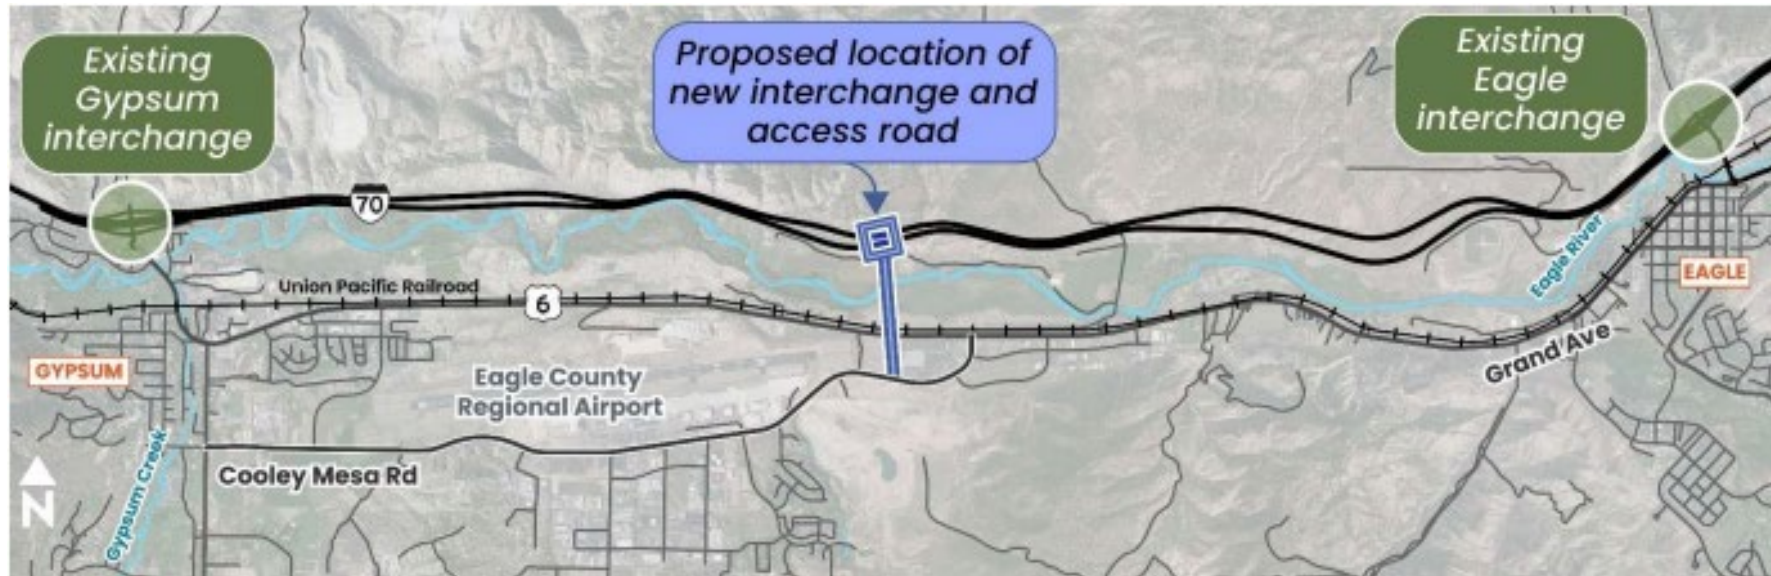 Existing
Gypsum
interchange
Proposed location of
new interchange and
access road
Existing
Eagle
interchange
70
Eagle River
EAGLE
Union Pacific Railroad
6
Grand Ave
GYPSUM
Eagle County
Regional Airport
Cooley Mesa Rd
Gypsum Creek
N